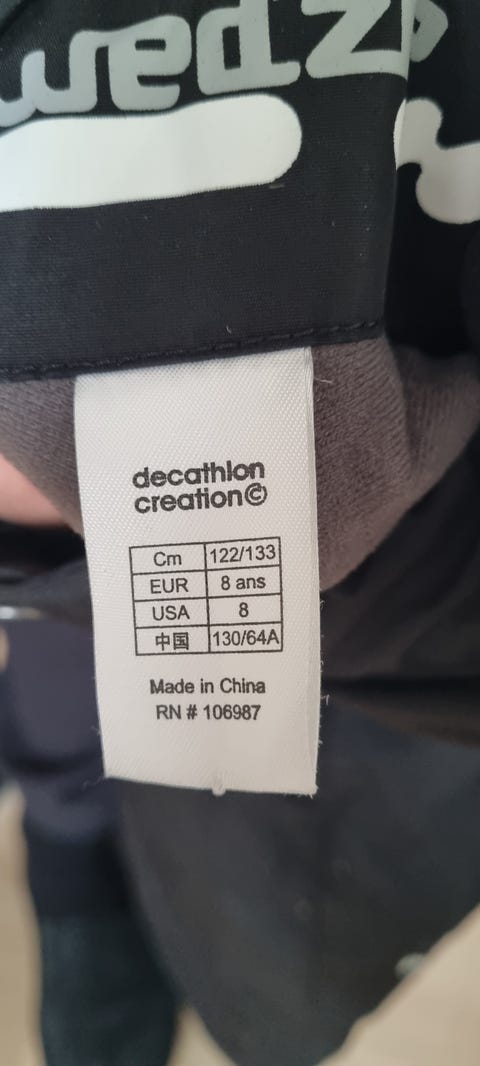 decathlon
creation©
Cm 122/133
EUR 8 ans
USA 8
中国 130/64A
Made in China
RN # 106987